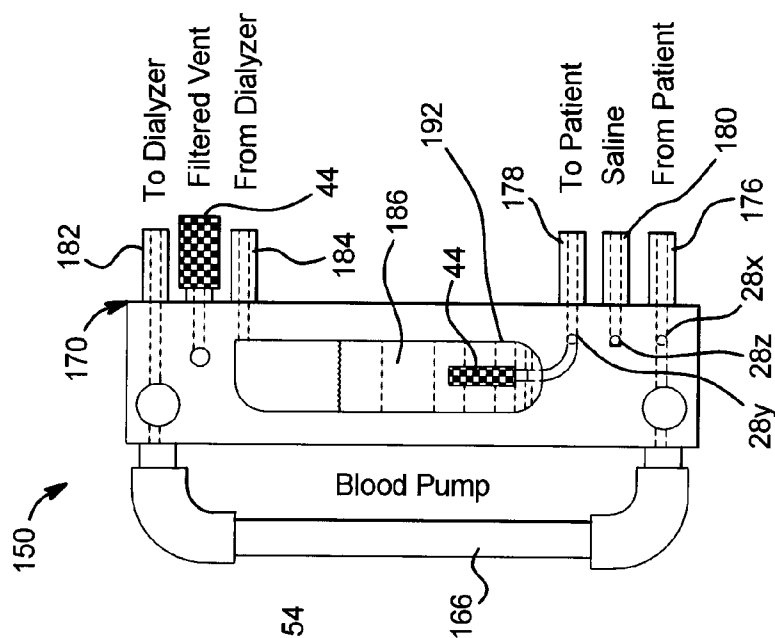 150
170
182
To Dialyzer
Filtered Vent
From Dialyzer
44
184
186
192
44
Blood Pump
54
166
To Patient
Saline
From Patient
178
180
176
28x
28z
28y